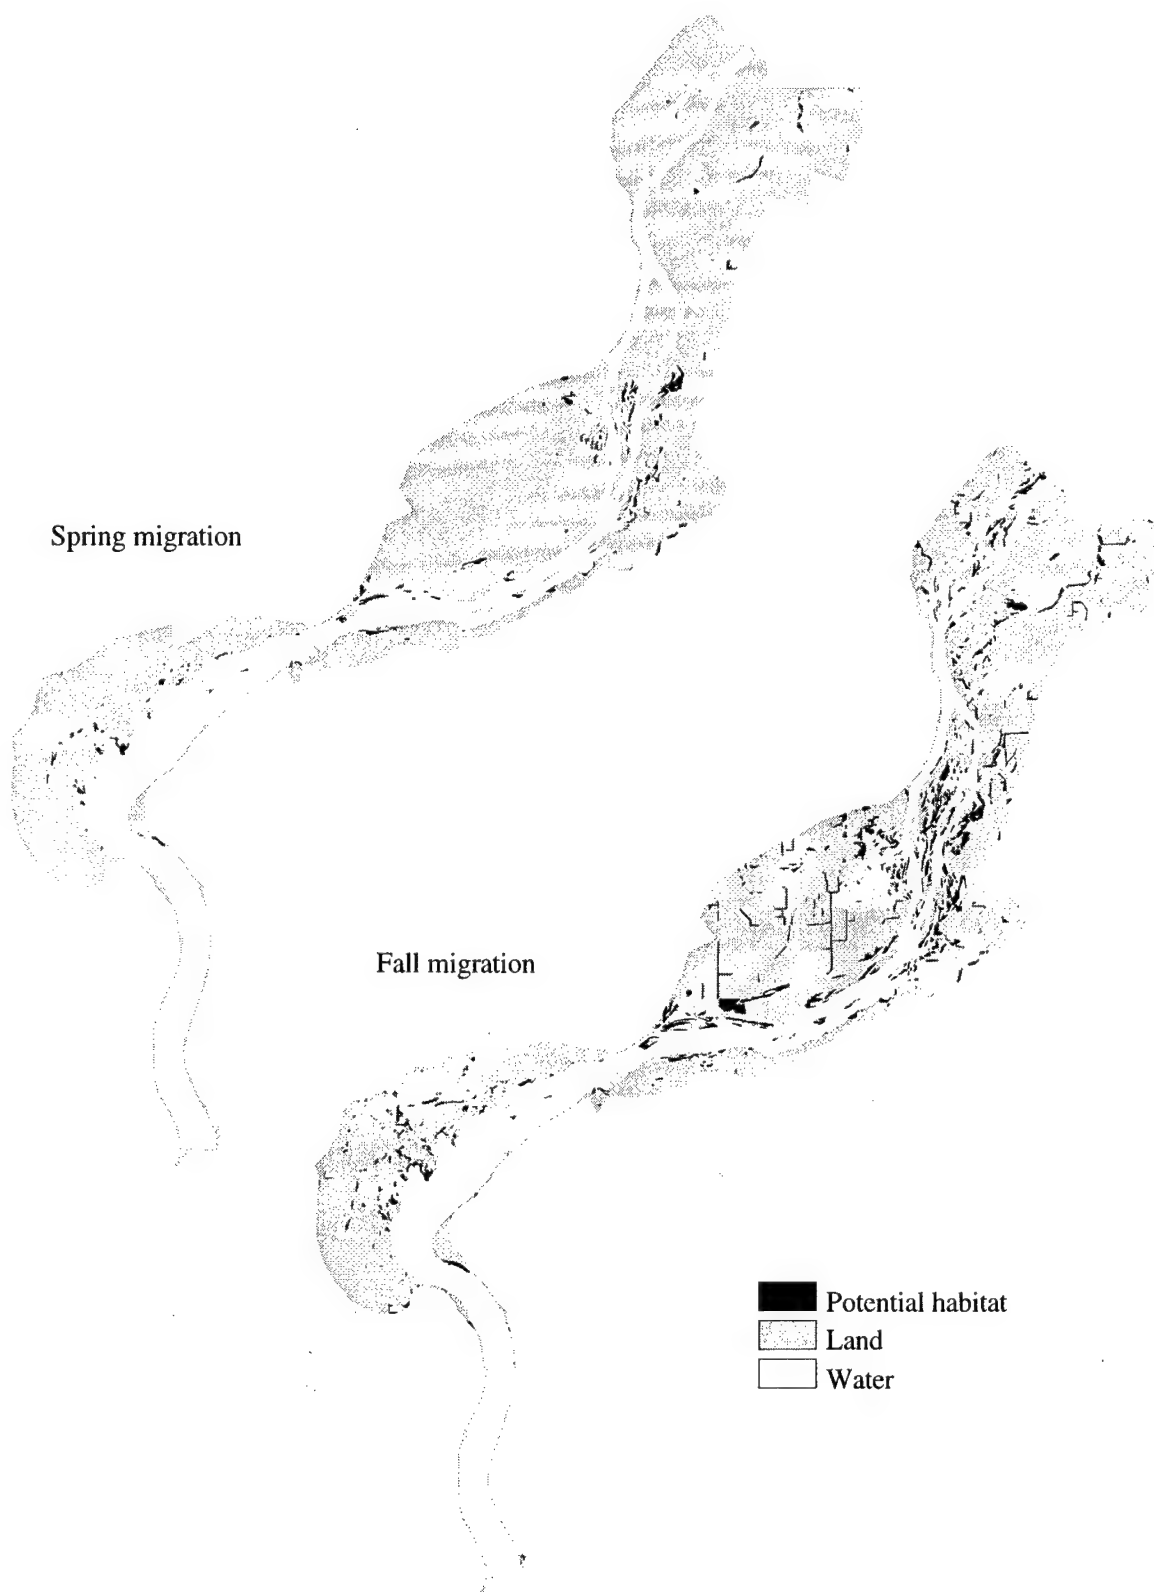 Spring migration
Fall migration
Potential habitat
Land
Water